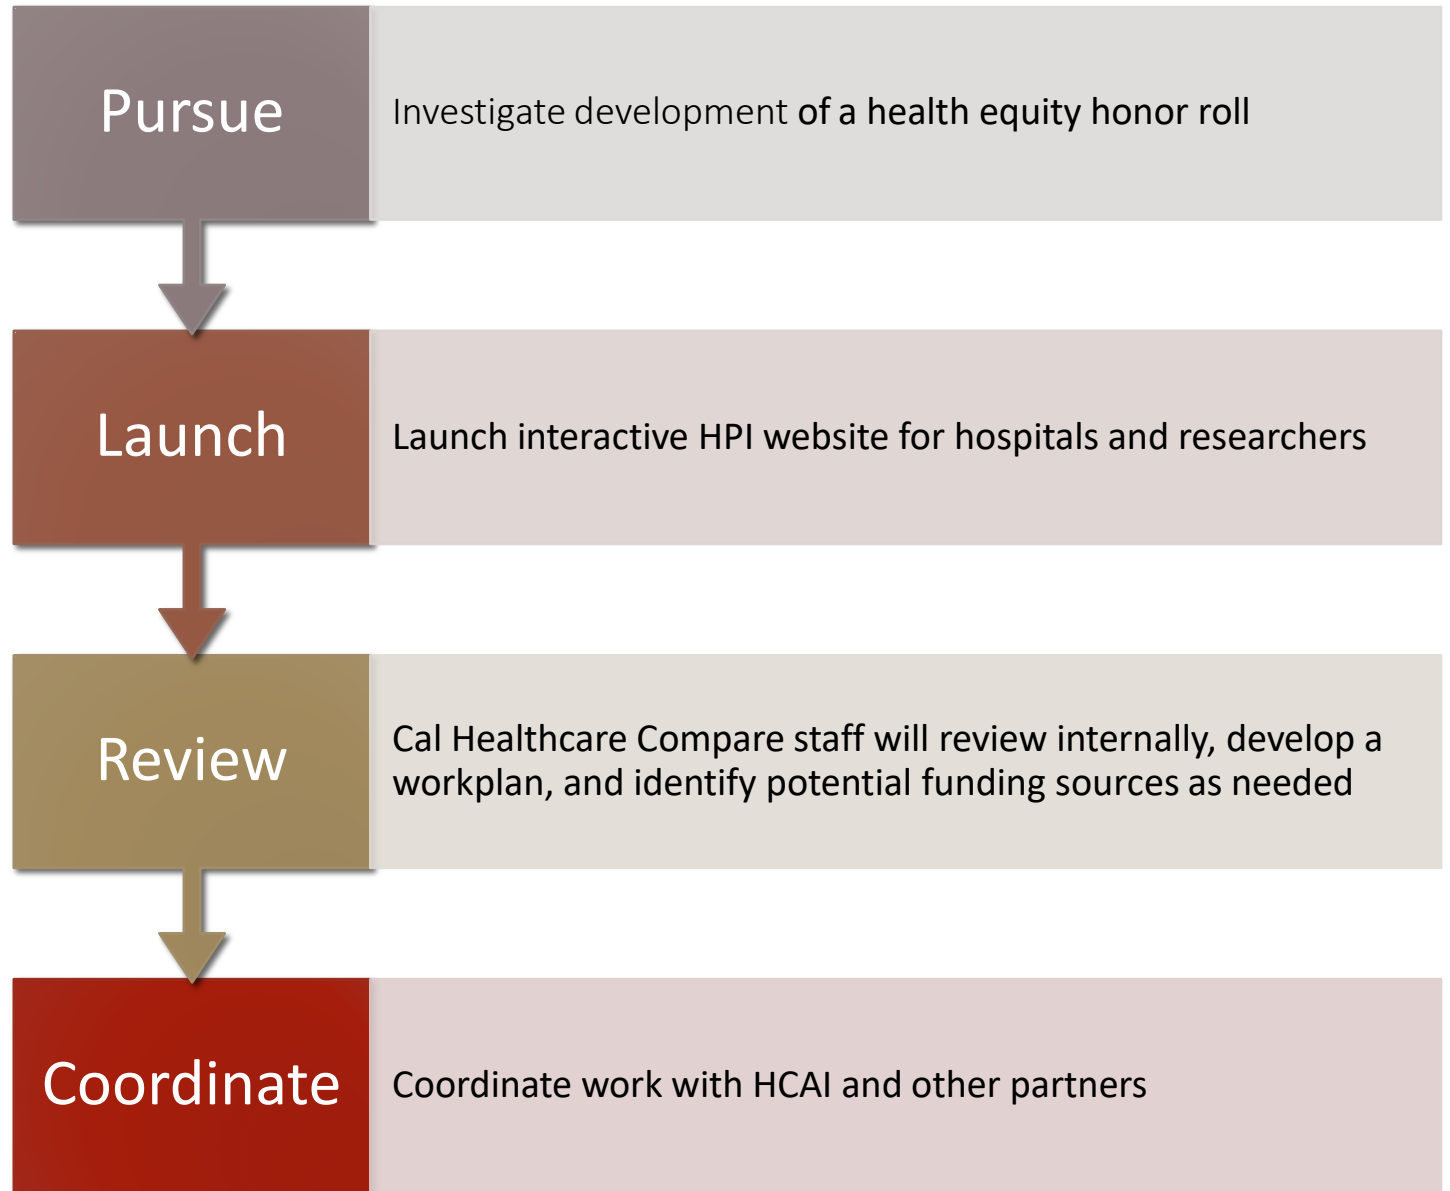 Pursue
Investigate development of a health equity honor roll
Launch
Launch interactive HPI website for hospitals and researchers
Review
Cal Healthcare Compare staff will review internally, develop a
workplan, and identify potential funding sources as needed
Coordinate
Coordinate work with HCAI and other partners